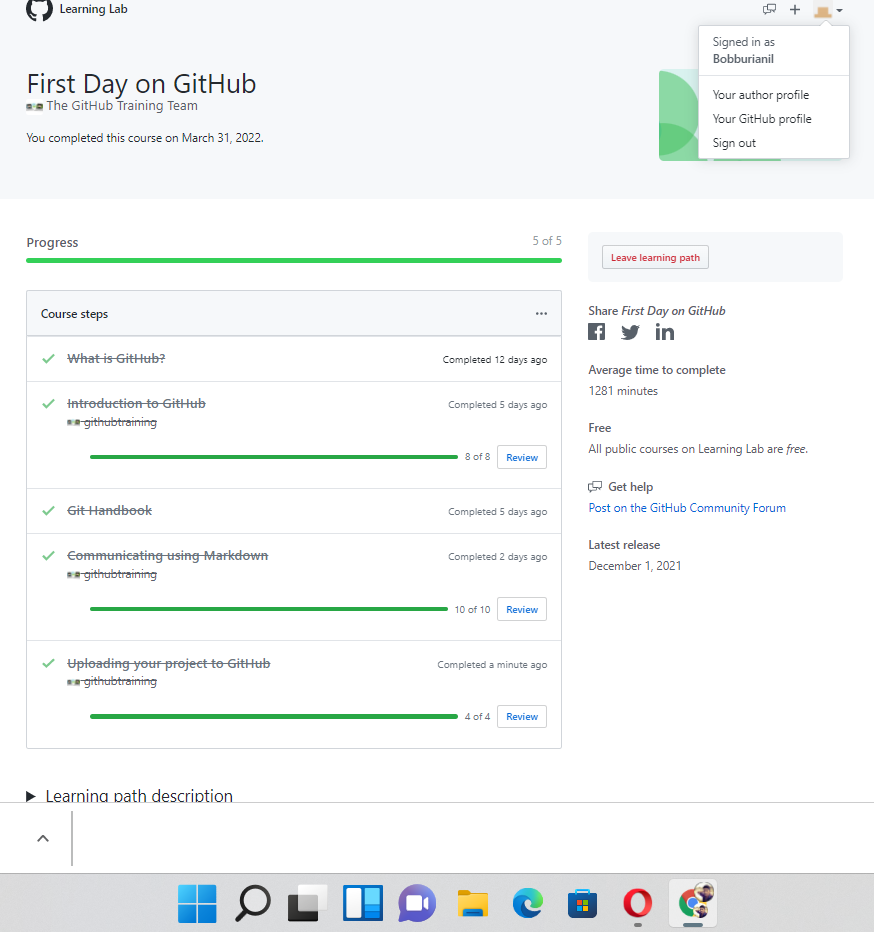 Learning Lab
Signed in as
Bobburianil
Your author profile
Your GitHub profile
Sign out
First Day on GitHub
The GitHub Training Team
You completed this course on March 31, 2022.
Progress
5 of 5
Course steps
What is GitHub?
Completed 12 days ago
Introduction to GitHub
Completed 5 days ago
githubtraining
8 of 8
Review
Git Handbook
Completed 5 days ago
Communicating using Markdown
Completed 2 days ago
githubtraining
10 of 10
Review
Uploading your project to GitHub
Completed a minute ago
githubtraining
4 of 4
Review
Learning path description
Leave learning path
Share First Day on GitHub
Average time to complete
1281 minutes
Free
All public courses on Learning Lab are free.
Get help
Post on the GitHub Community Forum
Latest release
December 1, 2021